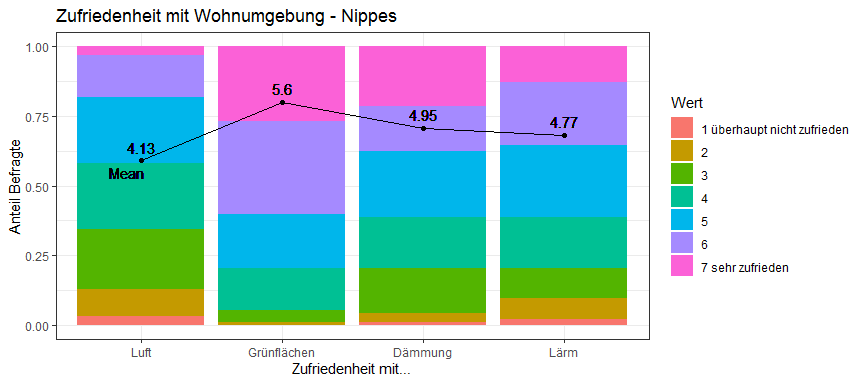 Zufriedenheit mit Wohnumgebung - Nippes
1.00
0.75
0.50
0.25
0.00
Anteil Befragte
4.13
Mean
5.6
4.95
4.77
Luft
Grünflächen
Dämmung
Lärm
Zufriedenheit mit...
Wert
1 überhaupt nicht zufrieden
2
3
4
5
6
7 sehr zufrieden